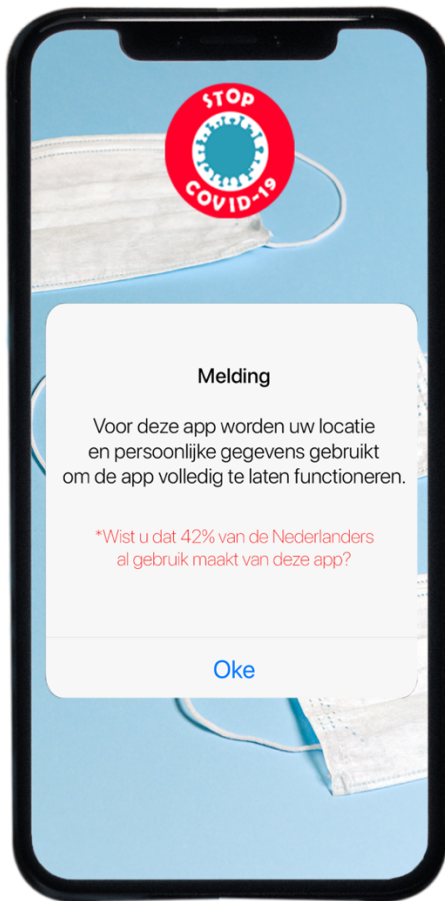 STOP
COVID-19
Melding
Voor deze app worden uw locatie
en persoonlijke gegevens gebruikt
om de app volledig te laten functioneren.
*Wist u dat 42% van de Nederlanders
al gebruik maakt van deze app?
Oke